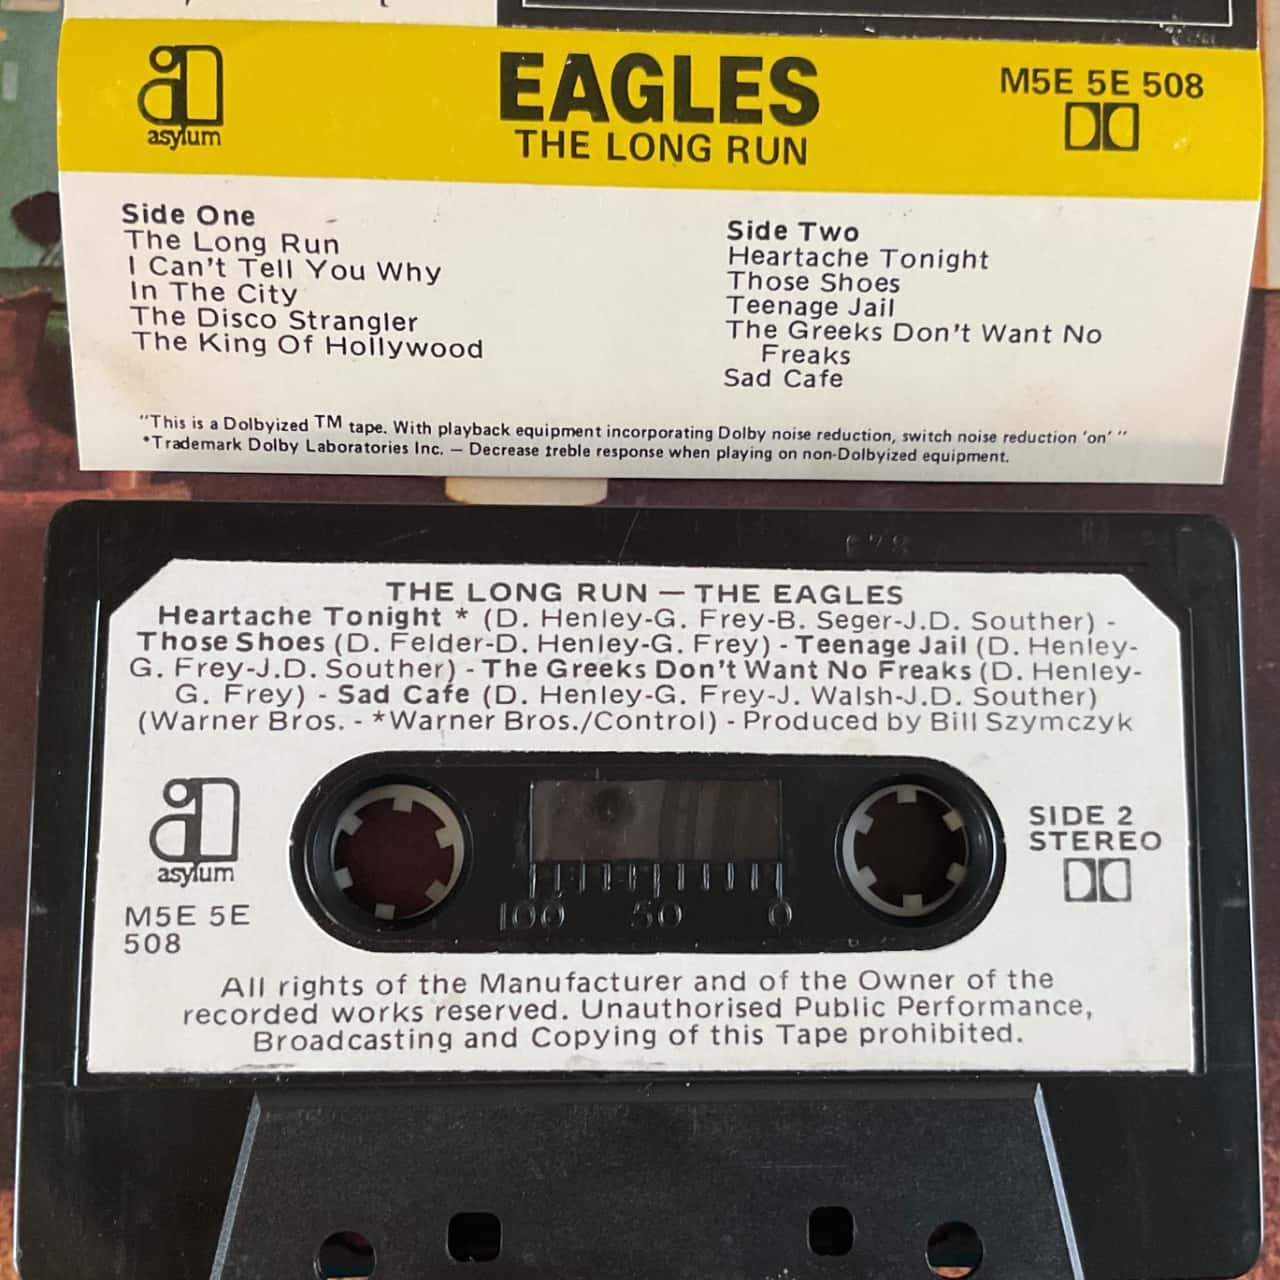 asylum
EAGLES
THE LONG RUN
M5E 5E 508
Side One
The Long Run
I Can't Tell You Why
In The City
The Disco Strangler
The King Of Hollywood
Side Two
Heartache Tonight
Those Shoes
Teenage Jail
The Greeks Don't Want No
Freaks
Sad Cafe
"This is a Dolbyized TM tape. With playback equipment incorporating Dolby noise reduction, switch noise reduction 'on' "
*Trademark Dolby Laboratories Inc. — Decrease treble response when playing on non-Dolbyized equipment.
THE LONG RUN — THE EAGLES
Heartache Tonight * (D. Henley-G. Frey-B. Seger-J.D. Souther) -
Those Shoes (D. Felder-D. Henley-G. Frey) - Teenage Jail (D. Henley-
G. Frey-J.D. Souther) - The Greeks Don't Want No Freaks (D. Henley-
G. Frey) - Sad Cafe (D. Henley-G. Frey-J. Walsh-J.D. Souther)
(Warner Bros. - *Warner Bros./Control) - Produced by Bill Szymczyk
asylum
M5E 5E
508
100 50 0
SIDE 2
STEREO
All rights of the Manufacturer and of the Owner of the
recorded works reserved. Unauthorised Public Performance,
Broadcasting and Copying of this Tape prohibited.